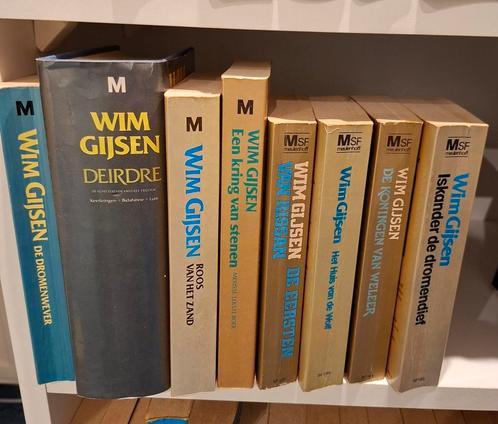 WIM GIJSEN DE DROMENWEVER
M
WIM
GIJSEN
DEIRDRE
M
WIM GIJSEN
ROOS
VAN HET ZAND
M
WIM GIJSEN
Een kring van stenen
MSF
meulenhoff
WIM GIJSEN DE EERSTEN
VAN RISSAN
MSF
meulenhoff
Wim Gijsen Het Huis van de Wolf
MSF
meulenhoff
WIM GIJSEN
DE KONINGEN VAN WELEER
MSF
meulenhoff
Wim Gijsen
Iskander de dromendief